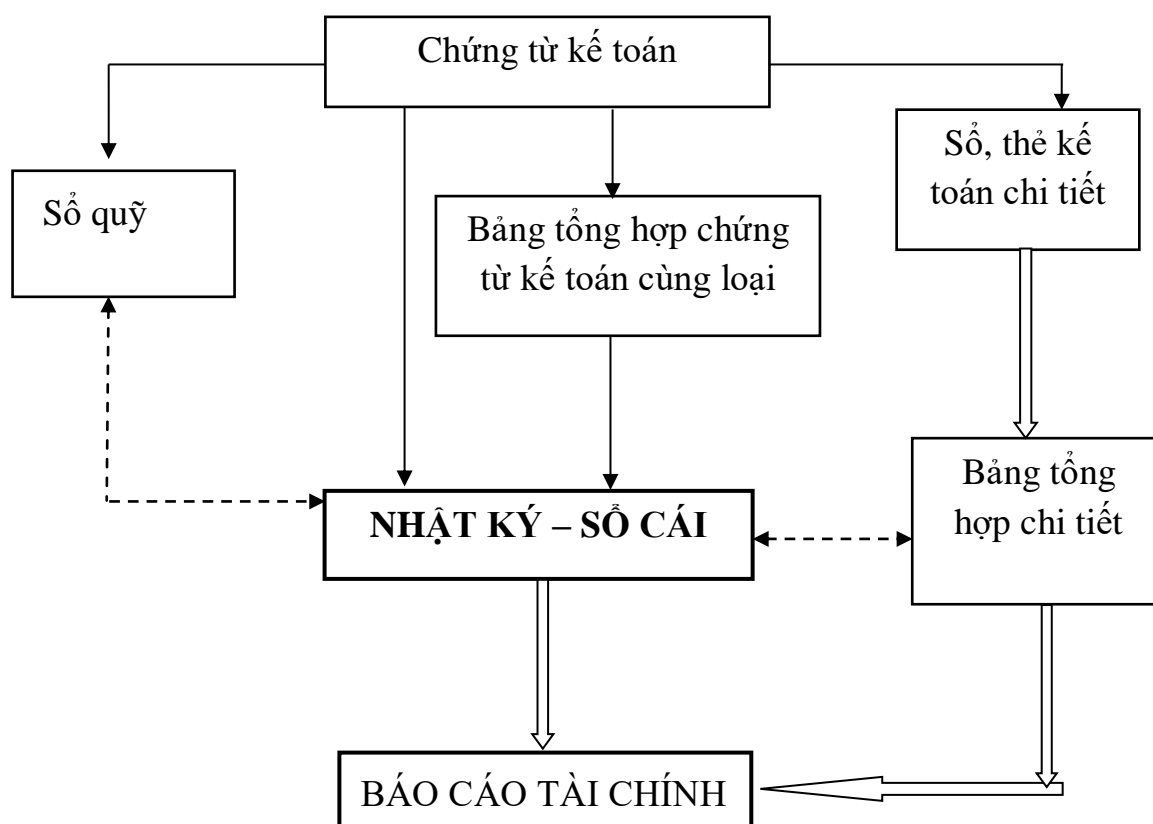 Chứng từ kế toán
Sổ, thẻ kế
toán chi tiết
Sổ quỹ
Bảng tổng hợp chứng
từ kế toán cùng loại
Bảng tổng
hợp chi tiết
NHẬT KÝ – SỔ CÁI
BÁO CÁO TÀI CHÍNH